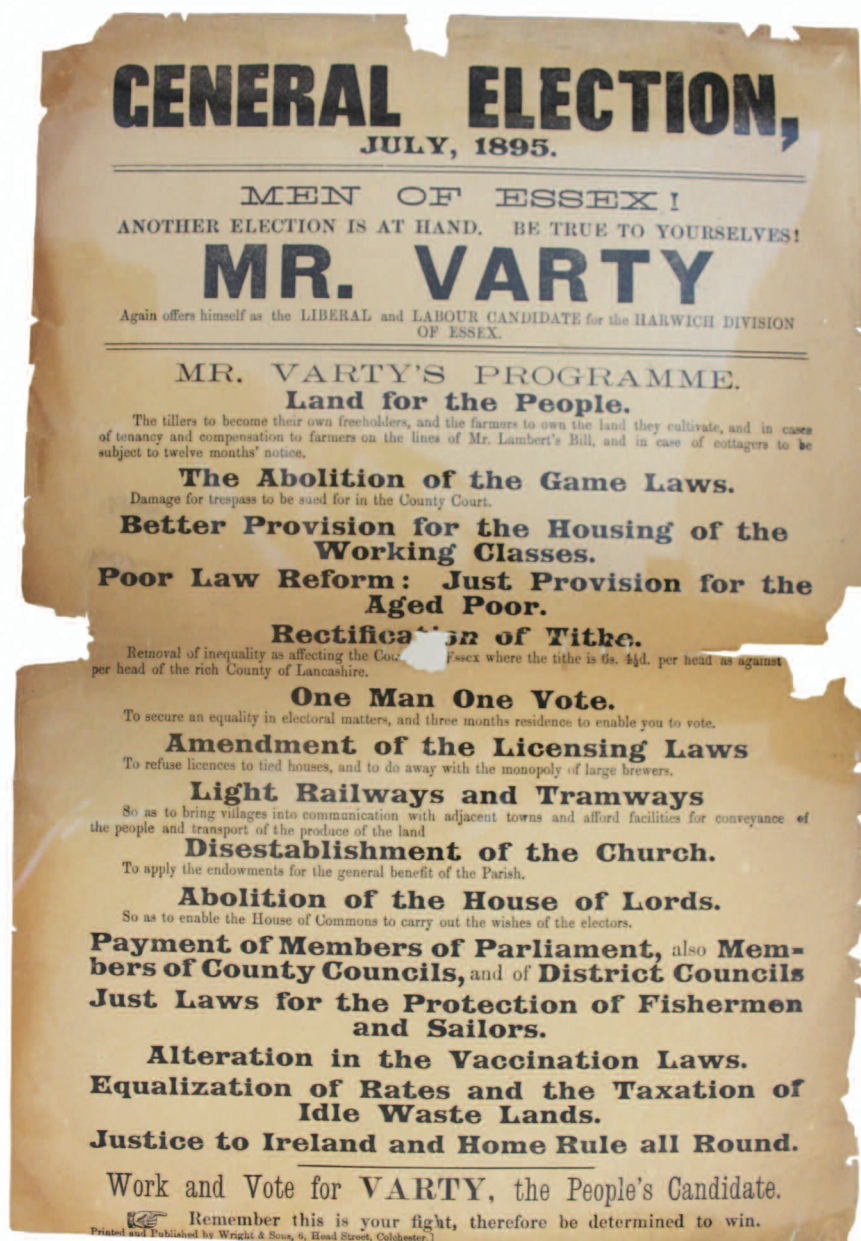 GENERAL ELECTION,
JULY, 1895.
MEN OF ESSEX!
ANOTHER ELECTION IS AT HAND. BE TRUE TO YOURSELVES!
MR. VARTY
Again offers himself as the LIBERAL and LABOUR CANDIDATE for the HARWICH DIVISION
OF ESSEX.
MR. VARTY'S PROGRAMME.
Land for the People.
The tillers to become their own freeholders, and the farmers to own the land they cultivate, and in cases
of tenancy and compensation to farmers on the lines of Mr. Lambert's Bill, and in case of cottagers to be
subject to twelve months' notice.
The Abolition of the Game Laws.
Damage for trespass to be sued for in the County Court.
Better Provision for the Housing of the
Working Classes.
Poor Law Reform: Just Provision for the
Aged Poor.
Rectification of Tithe.
Removal of inequality as affecting the Essex where the tithe is 6s. 4½d. per head as against
per head of the rich County of Lancashire.
One Man One Vote.
To secure an equality in electoral matters, and three months residence to enable you to vote.
Amendment of the Licensing Laws
To refuse licences to tied houses, and to do away with the monopoly of large brewers.
Light Railways and Tramways
So as to bring villages into communication with adjacent towns and afford facilities for conveyance of
the people and transport of the produce of the land
Disestablishment of the Church.
To apply the endowments for the general benefit of the Parish.
Abolition of the House of Lords.
So as to enable the House of Commons to carry out the wishes of the electors.
Payment of Members of Parliament, also Mem-
bers of County Councils, and of District Councils
Just Laws for the Protection of Fishermen
and Sailors.
Alteration in the Vaccination Laws.
Equalization of Rates and the Taxation of
Idle Waste Lands.
Justice to Ireland and Home Rule all Round.
Work and Vote for VARTY, the People's Candidate.
Remember this is your fight, therefore be determined to win.
Printed and Published by Wright & Sons, 6, Head Street, Colchester.]